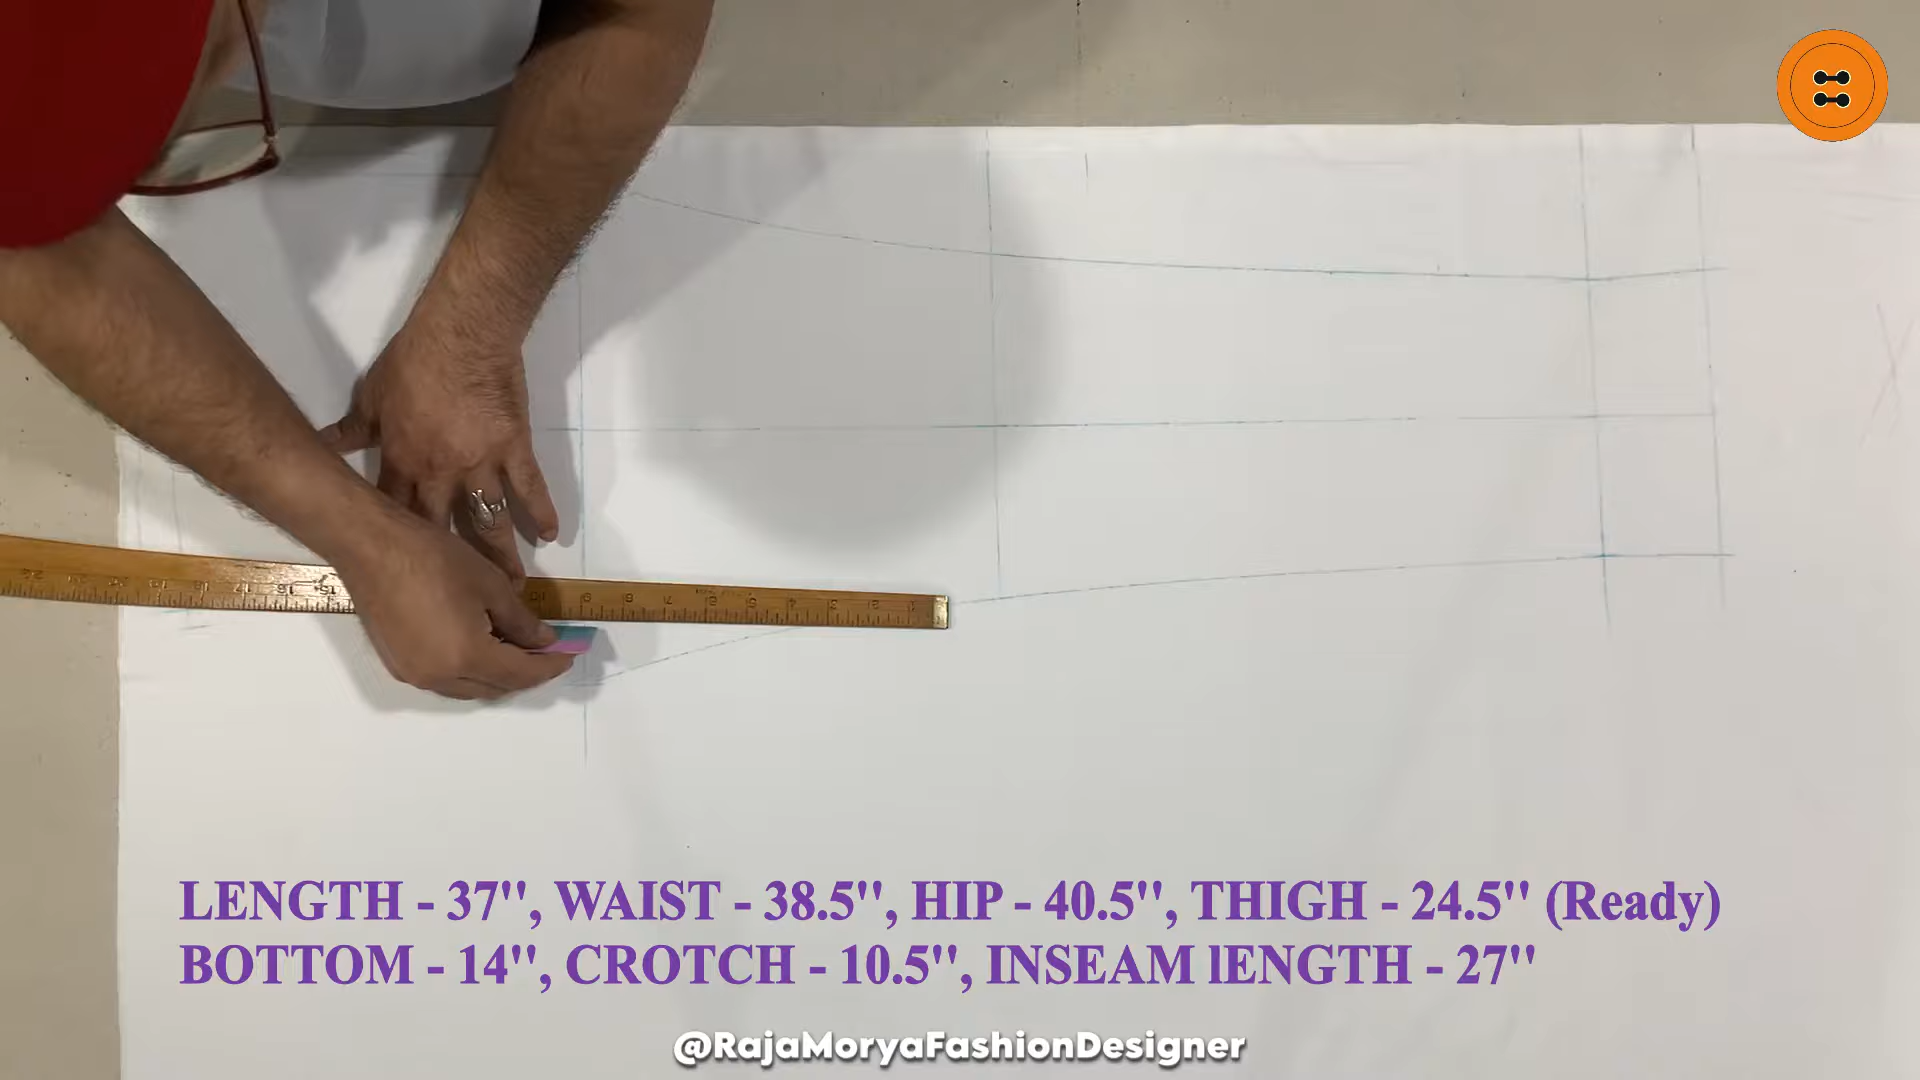 LENGTH - 37'', WAIST - 38.5'', HIP - 40.5'', THIGH - 24.5'' (Ready)
BOTTOM - 14'', CROTCH - 10.5'', INSEAM lENGTH - 27''
@RajaMoryaFashionDesigner